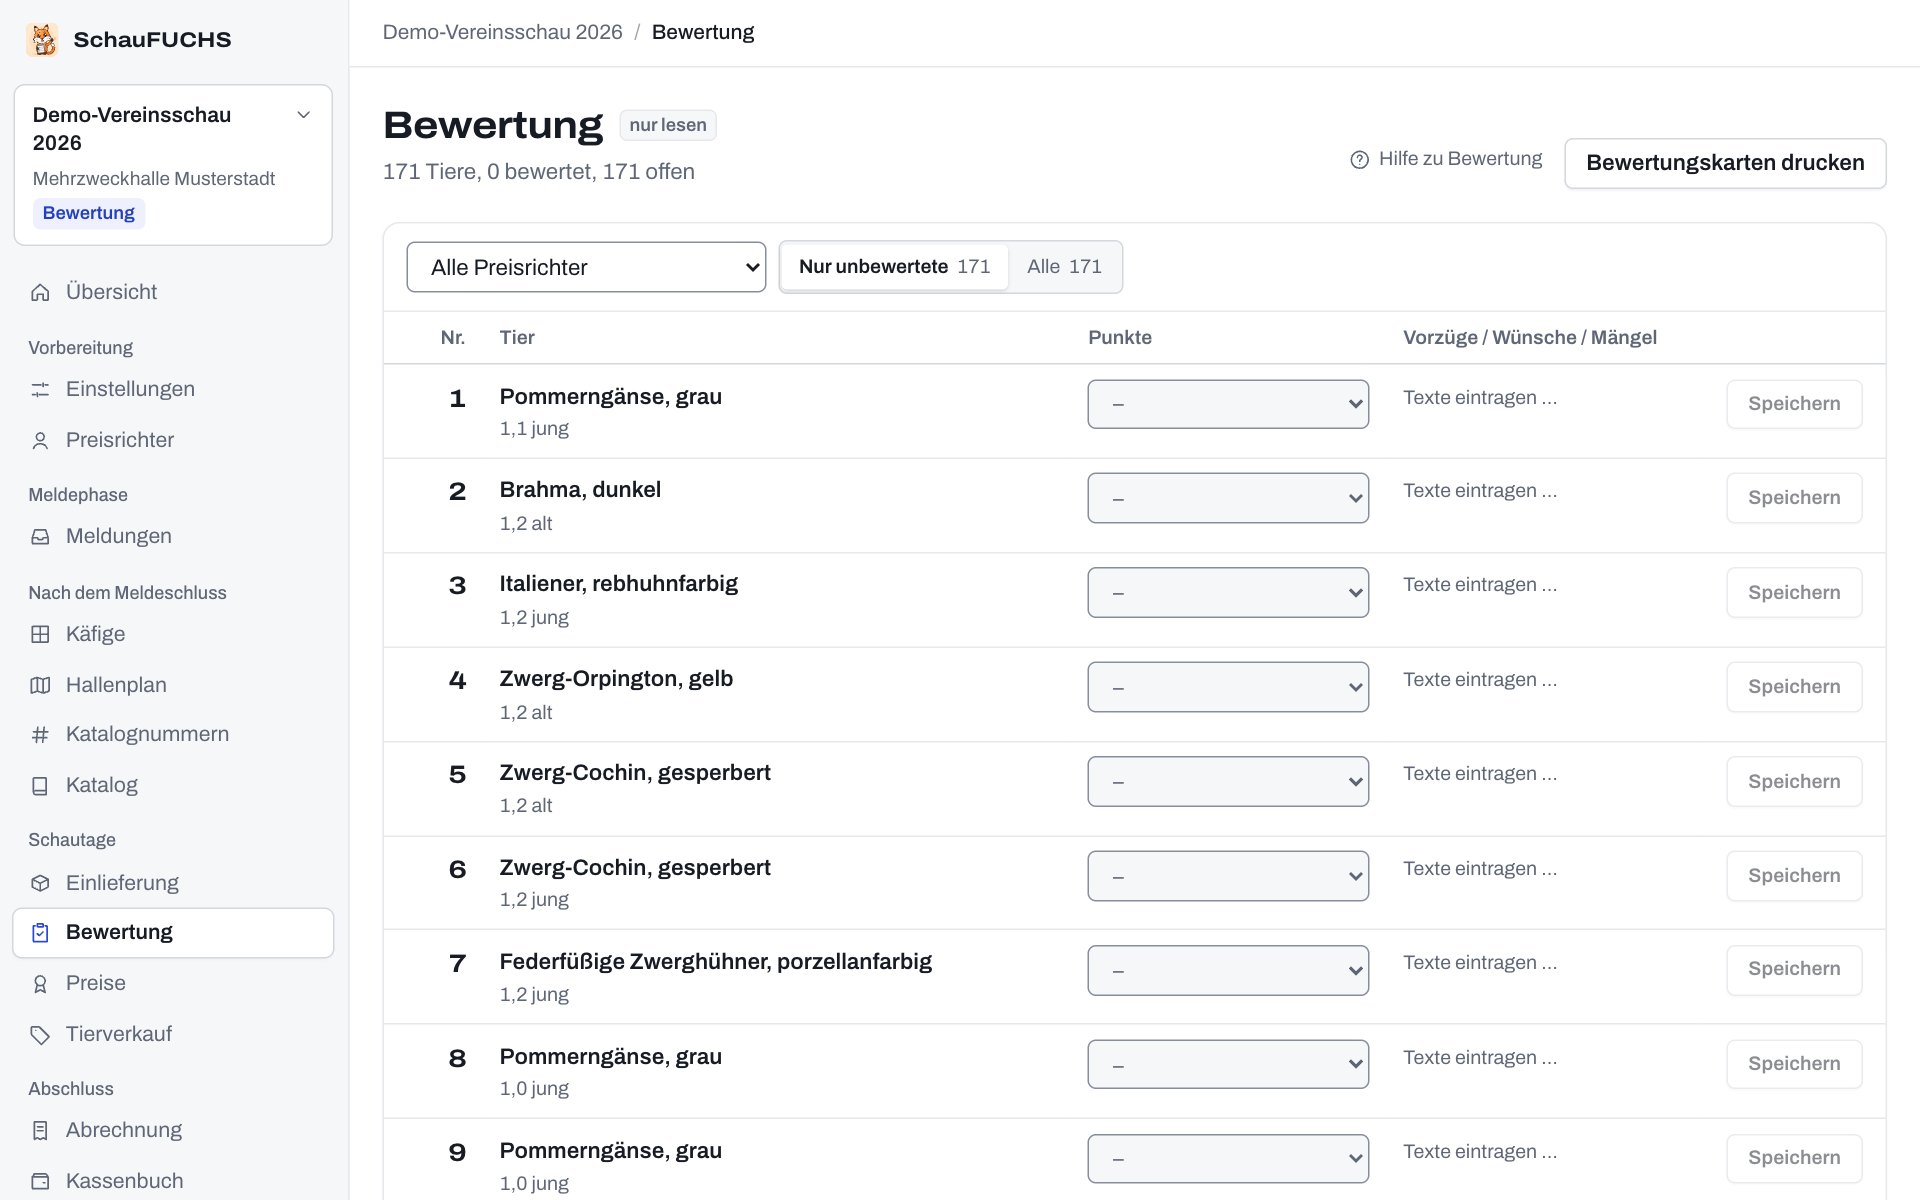 SchauFUCHS
Demo-Vereinsschau 2026
Mehrzweckhalle Musterstadt
Bewertung
Übersicht
Vorbereitung
Einstellungen
Preisrichter
Meldephase
Meldungen
Nach dem Meldeschluss
Käfige
Hallenplan
Katalognummern
Katalog
Schautage
Einlieferung
Bewertung
Preise
Tierverkauf
Abschluss
Abrechnung
Kassenbuch
Demo-Vereinsschau 2026 / Bewertung
Bewertung nur lesen
171 Tiere, 0 bewertet, 171 offen
Hilfe zu Bewertung
Bewertungskarten drucken
Alle Preisrichter
Nur unbewertete 171 Alle 171
Nr. Tier Punkte Vorzüge / Wünsche / Mängel
1 Pommerngänse, grau – Texte eintragen ... Speichern
1,1 jung
2 Brahma, dunkel – Texte eintragen ... Speichern
1,2 alt
3 Italiener, rebhuhnfarbig – Texte eintragen ... Speichern
1,2 jung
4 Zwerg-Orpington, gelb – Texte eintragen ... Speichern
1,2 alt
5 Zwerg-Cochin, gesperbert – Texte eintragen ... Speichern
1,2 alt
6 Zwerg-Cochin, gesperbert – Texte eintragen ... Speichern
1,2 jung
7 Federfüßige Zwerghühner, porzellanfarbig – Texte eintragen ... Speichern
1,2 jung
8 Pommerngänse, grau – Texte eintragen ... Speichern
1,0 jung
9 Pommerngänse, grau – Texte eintragen ... Speichern
1,0 jung